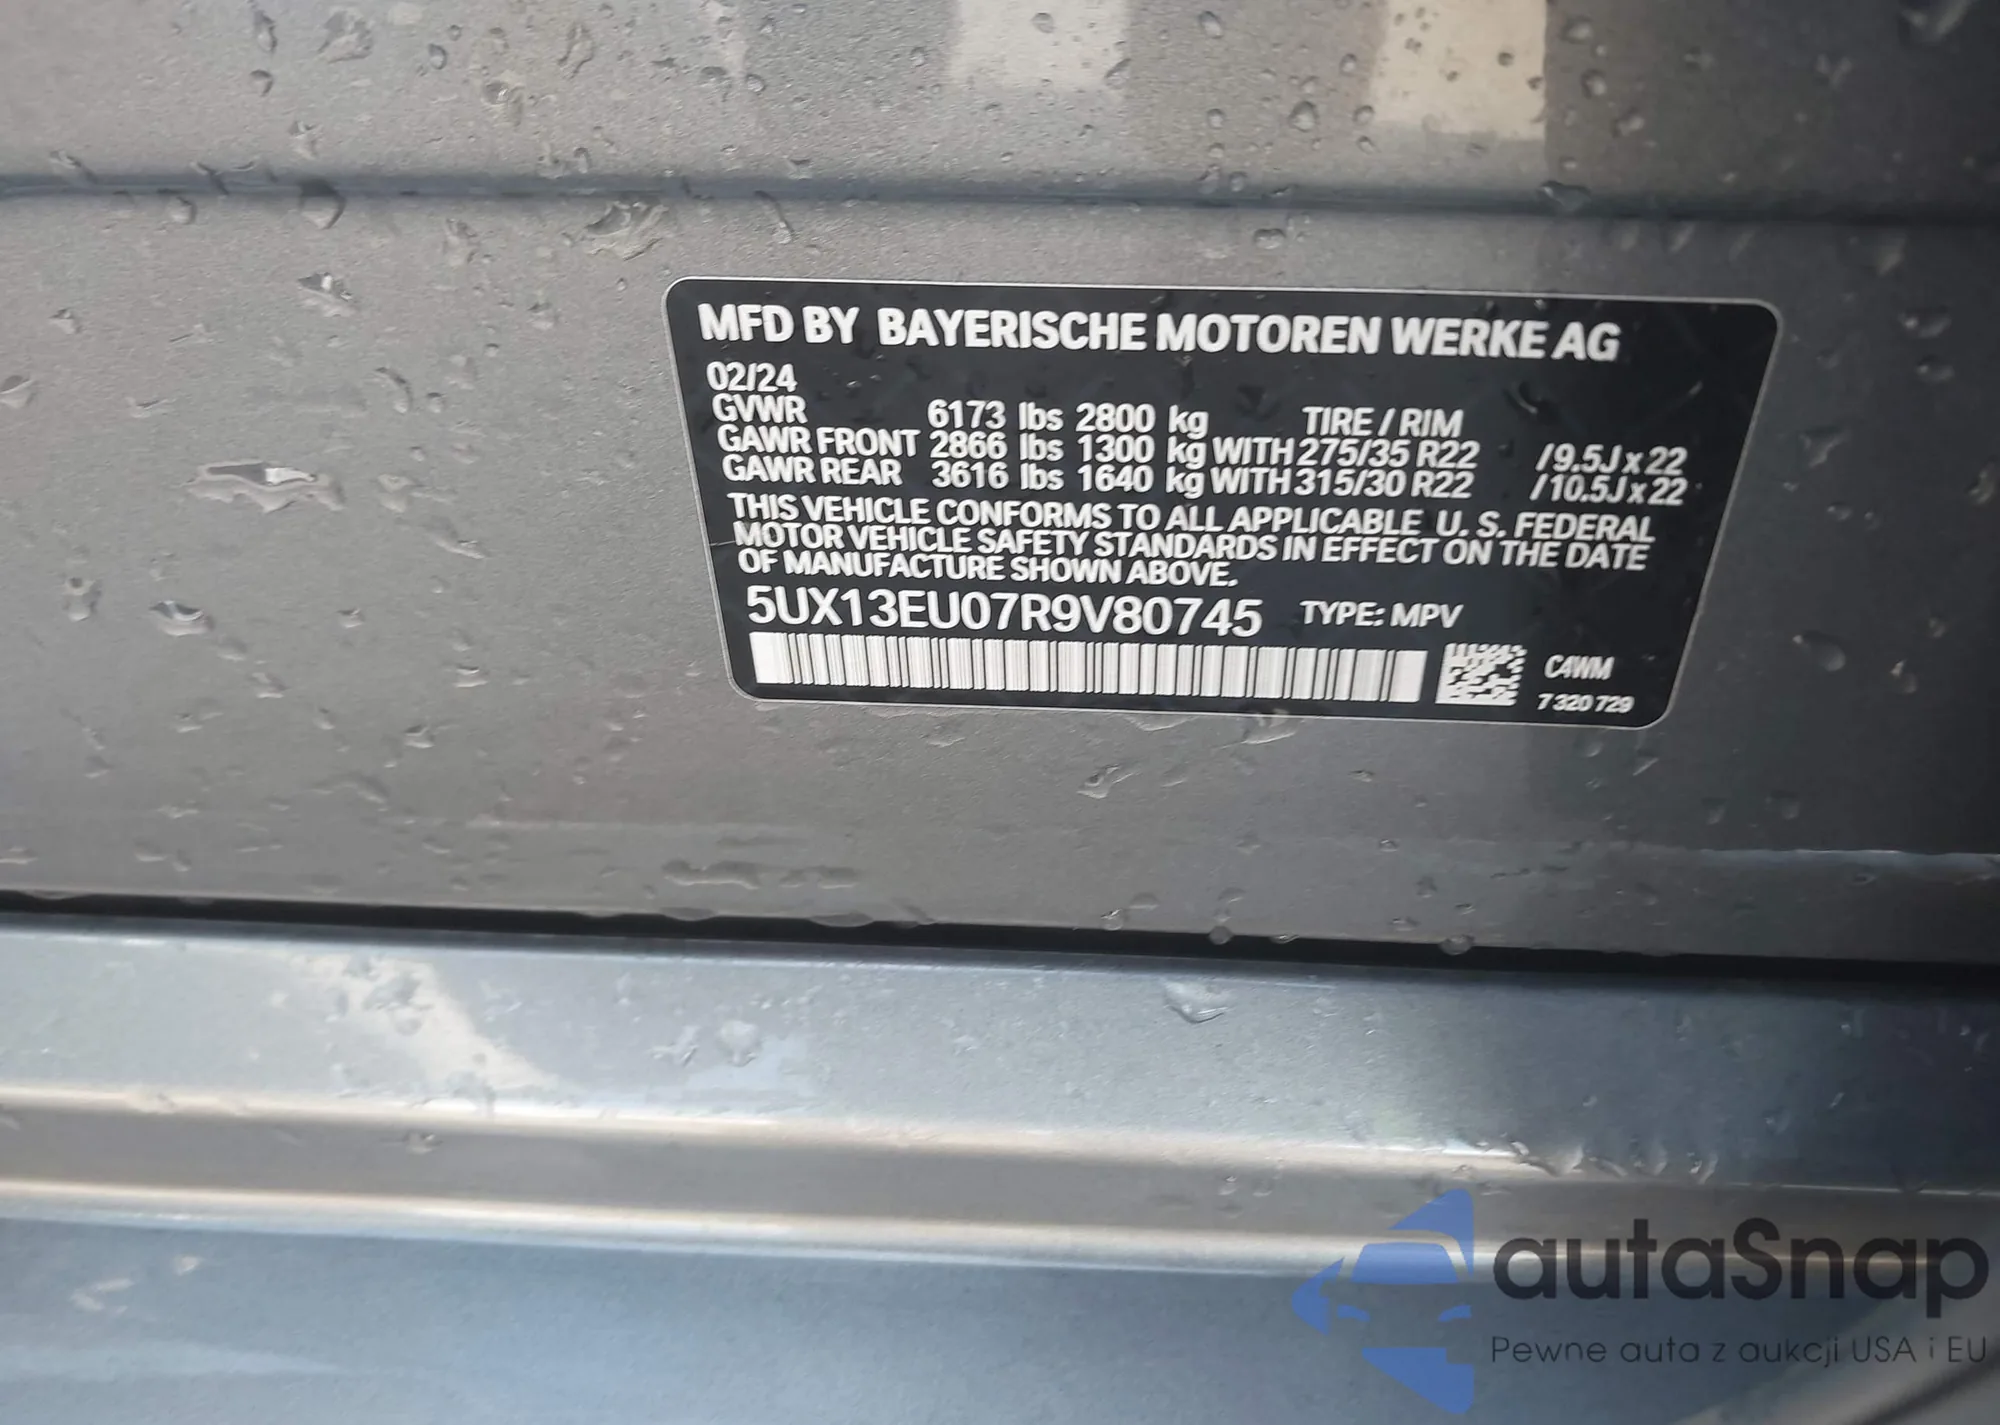 MFD BY BAYERISCHE MOTOREN WERKE AG
02/24
GVWR 6173 lbs 2800 kg TIRE / RIM
GAWR FRONT 2866 lbs 1300 kg WITH 275/35 R22 /9.5J x 22
GAWR REAR 3616 lbs 1640 kg WITH 315/30 R22 /10.5J x 22
THIS VEHICLE CONFORMS TO ALL APPLICABLE U. S. FEDERAL
MOTOR VEHICLE SAFETY STANDARDS IN EFFECT ON THE DATE
OF MANUFACTURE SHOWN ABOVE.
5UX13EU07R9V80745 TYPE: MPV
C4WM
7 320 729
autaSnap
Pewne auta z aukcji USA i EU